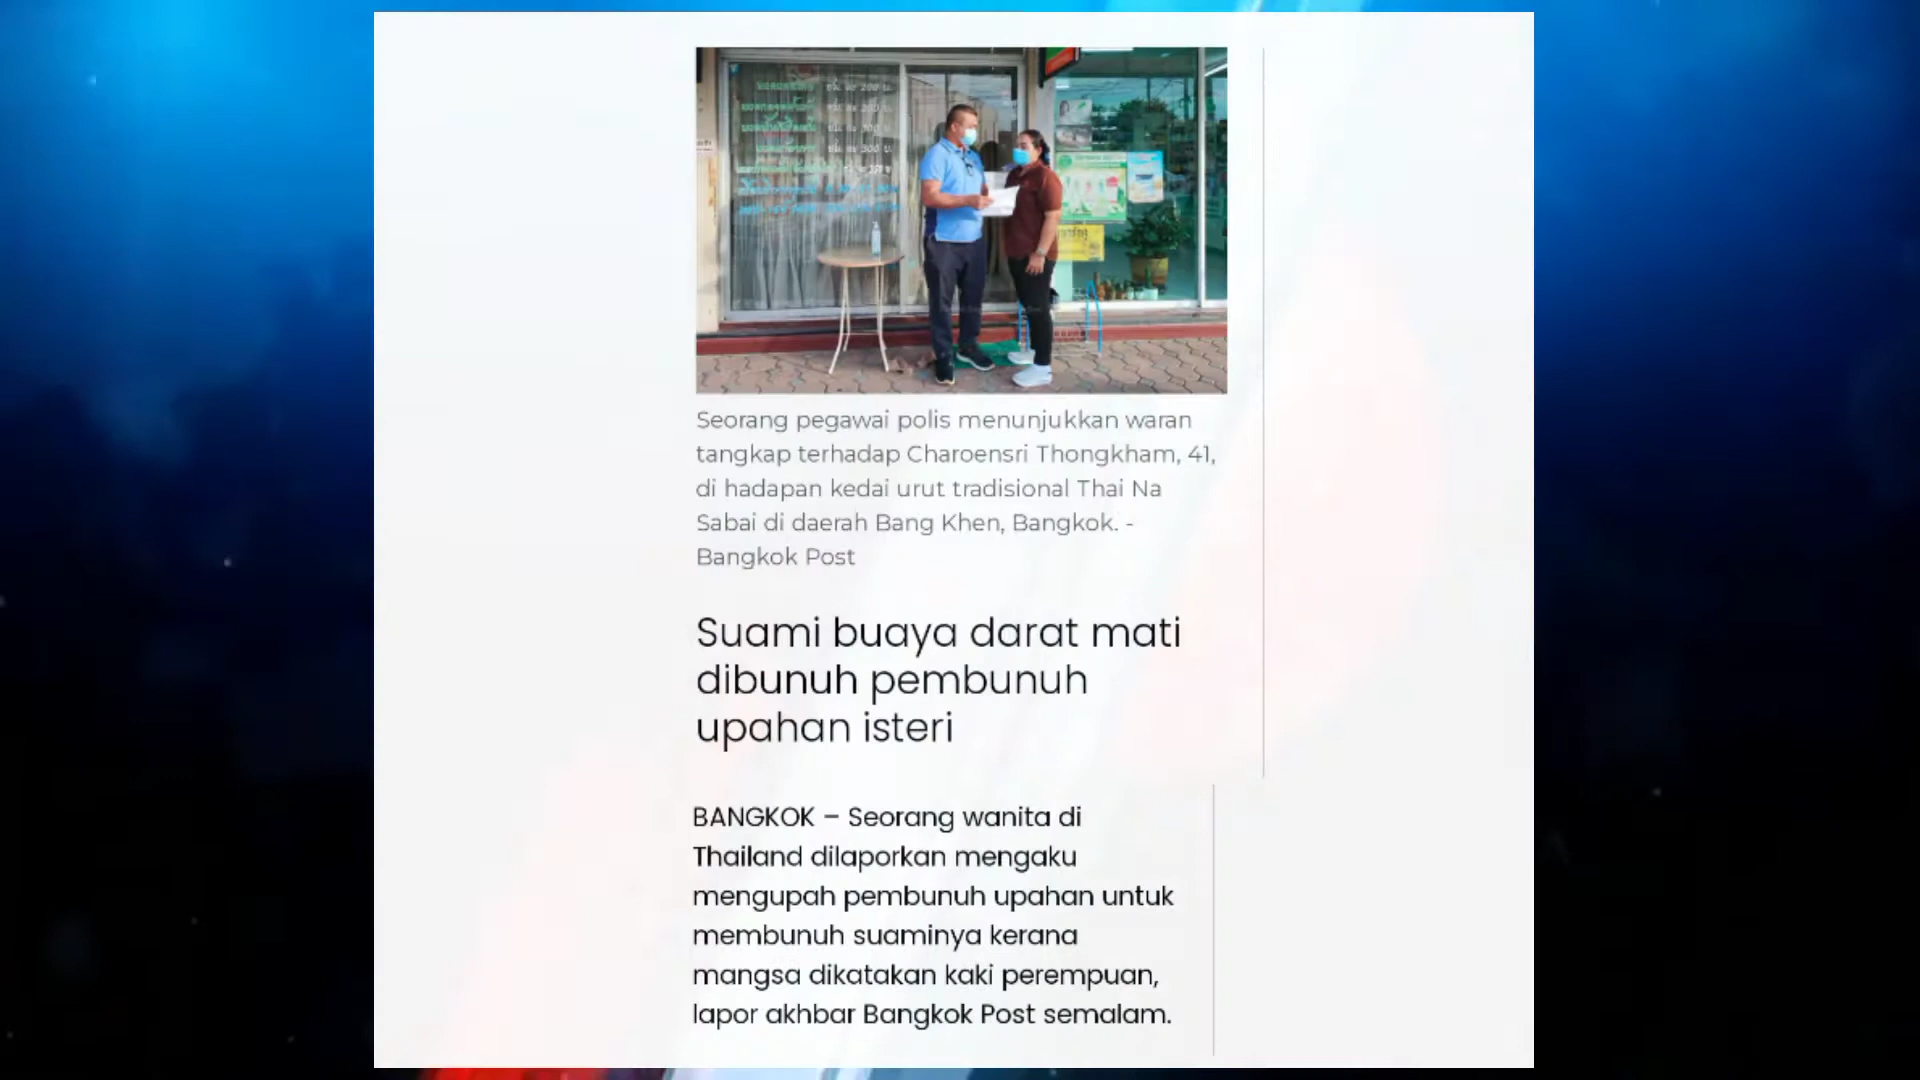 Seorang pegawai polis menunjukkan waran
tangkap terhadap Charoensri Thongkham, 41,
di hadapan kedai urut tradisional Thai Na
Sabai di daerah Bang Khen, Bangkok. -
Bangkok Post
Suami buaya darat mati
dibunuh pembunuh
upahan isteri
BANGKOK – Seorang wanita di
Thailand dilaporkan mengaku
mengupah pembunuh upahan untuk
membunuh suaminya kerana
mangsa dikatakan kaki perempuan,
lapor akhbar Bangkok Post semalam.